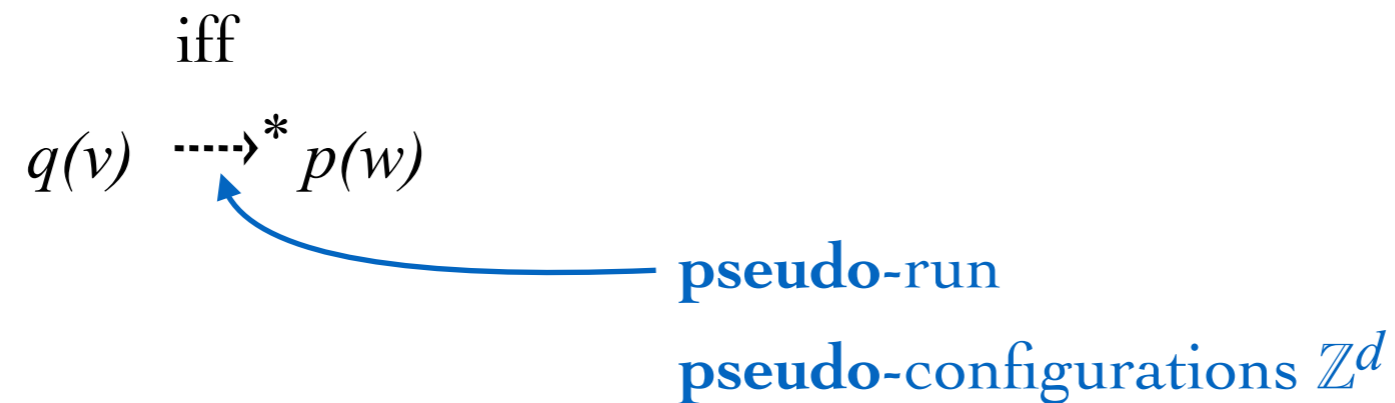 iff
q(v) ⤏* p(w)
pseudo-run
pseudo-configurations ℤ^d